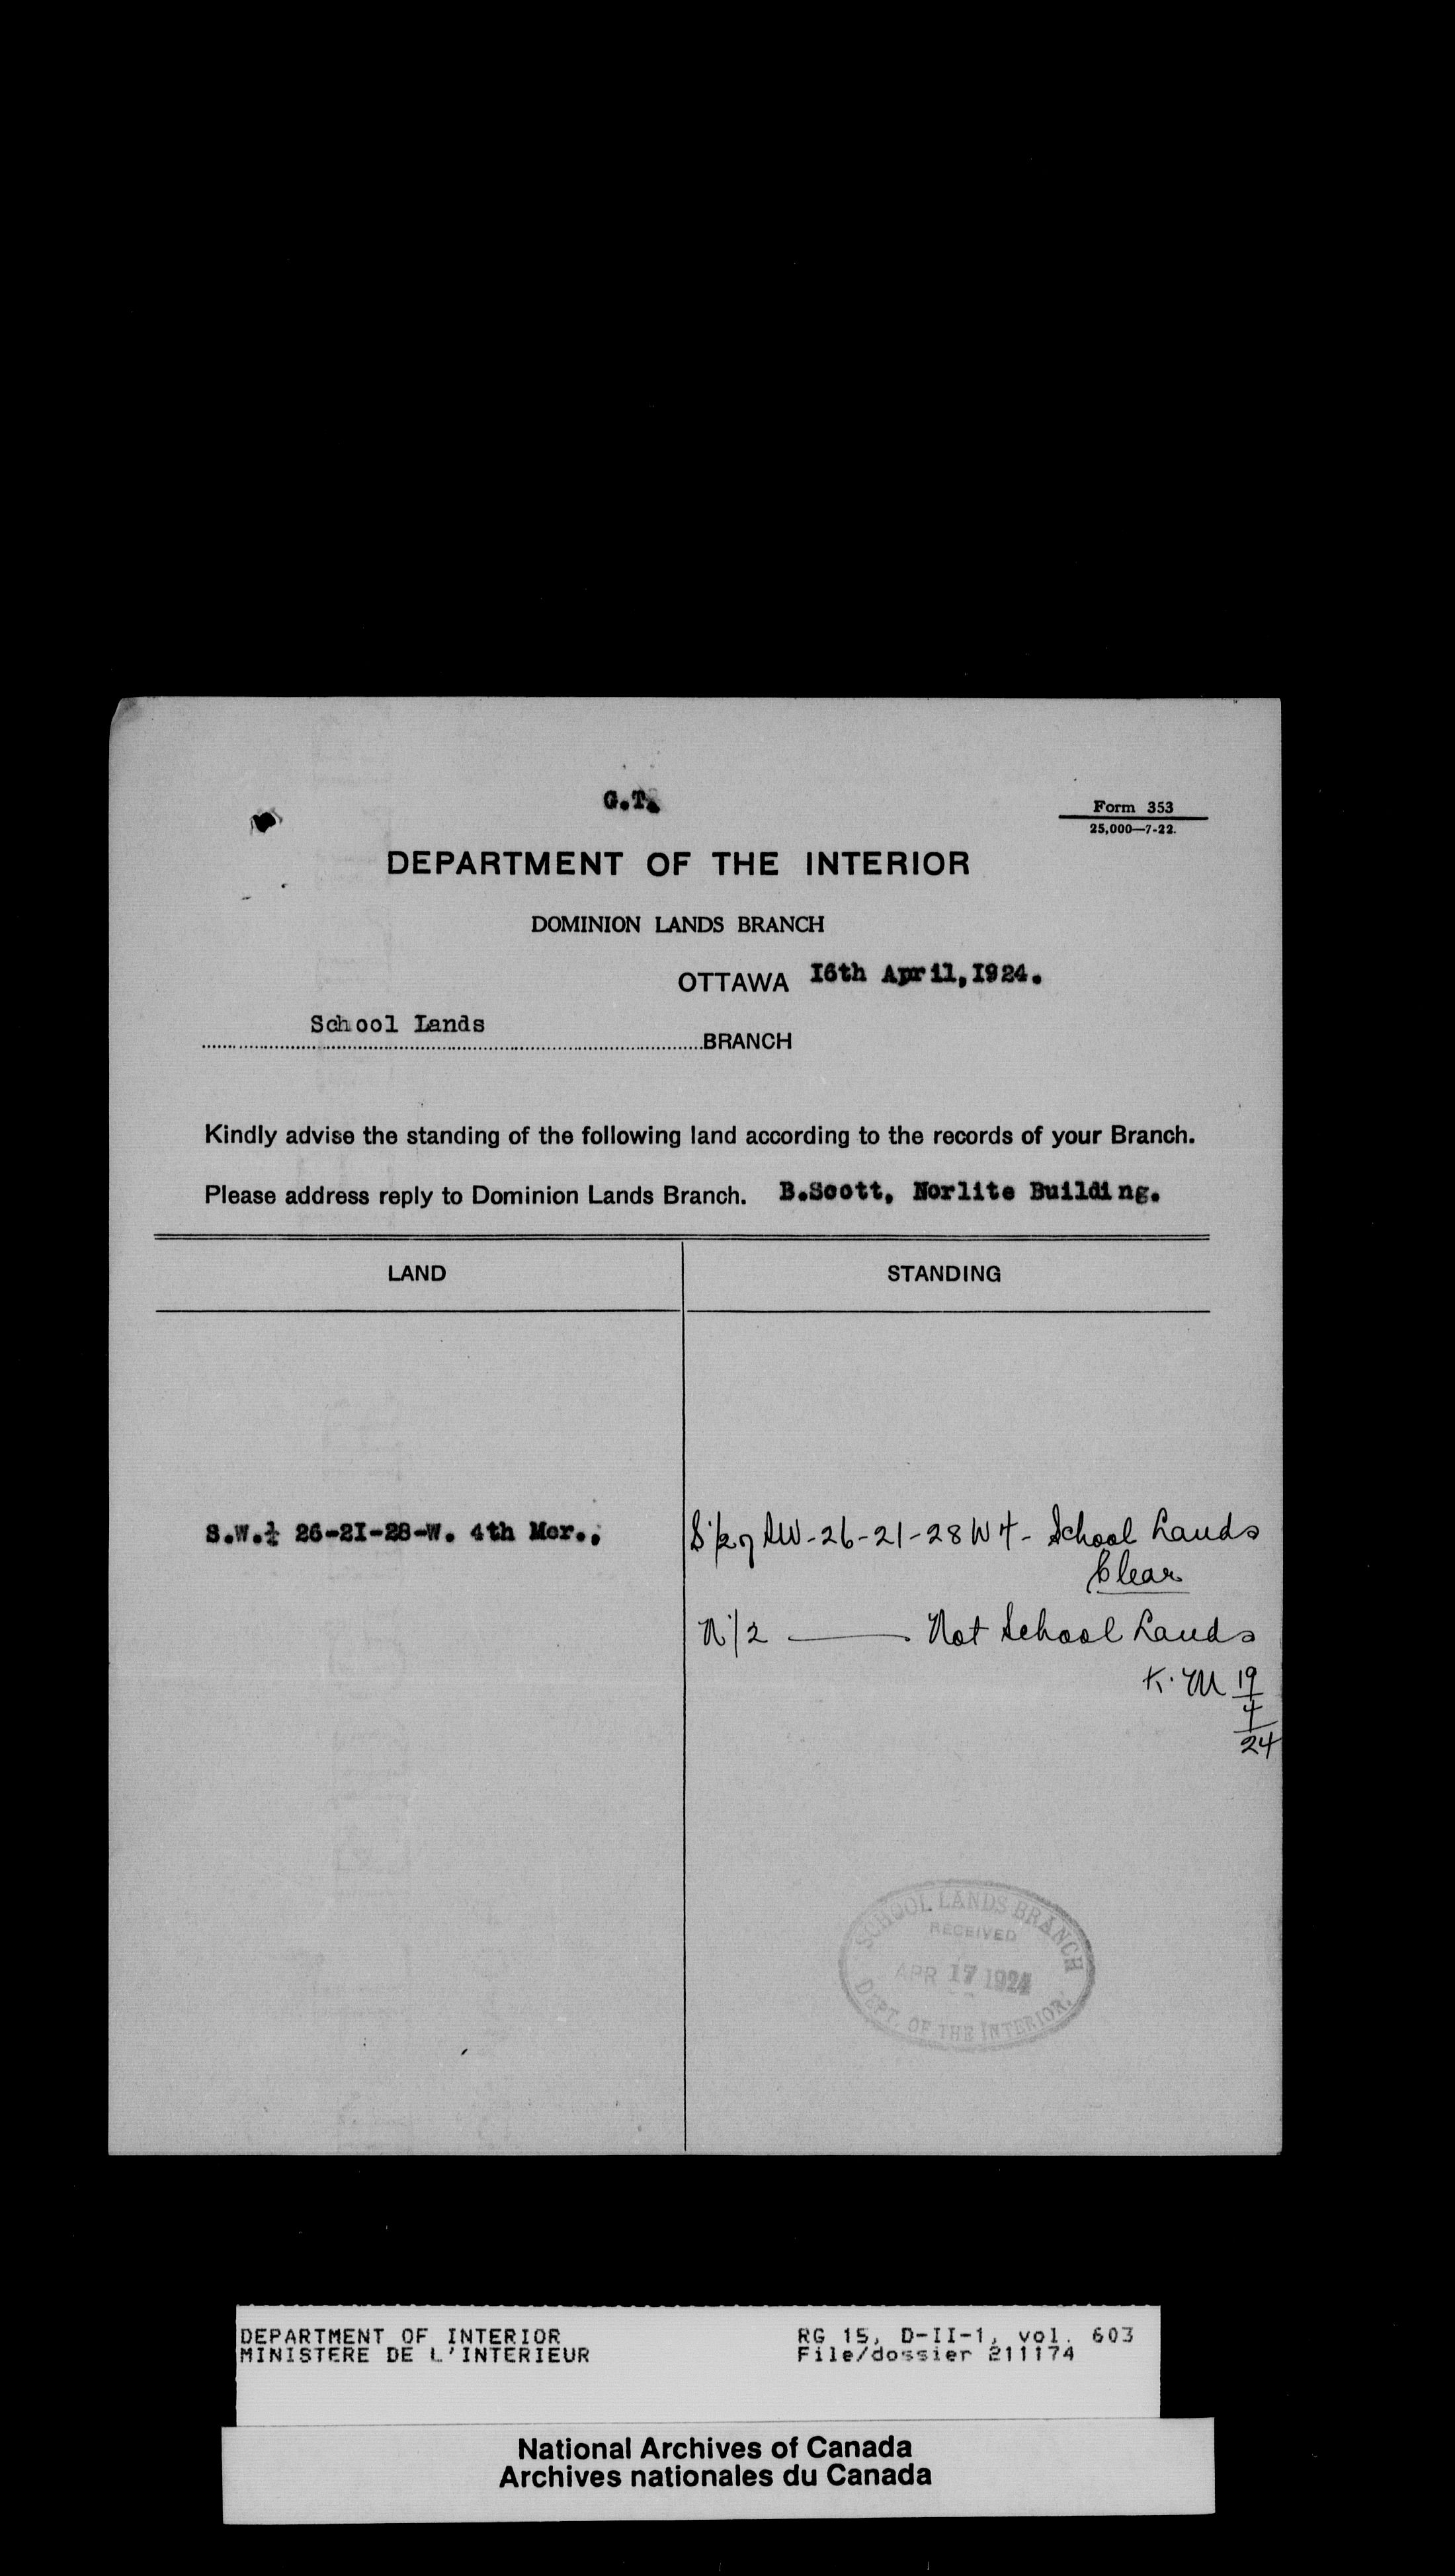 G.T.
Form 353
25,000—7-22.
DEPARTMENT OF THE INTERIOR
DOMINION LANDS BRANCH
OTTAWA 16th April, 1924.
School Lands
BRANCH
Kindly advise the standing of the following land according to the records of your Branch.
Please address reply to Dominion Lands Branch. B.Scott, Norlite Building.
LAND STANDING
S.W.¼ 26-21-28-W. 4th Mer., S 1/2 of SW-26-21-28 W4 - School Lands
Clear
N 1/2 —— Not School Lands
K.M 19
4
24
SCHOOL LANDS BRANCH
RECEIVED
APR 17 1924
DEPT. OF THE INTERIOR.
DEPARTMENT OF INTERIOR RG 15, D-II-1, vol. 603
MINISTERE DE L'INTERIEUR File/dossier 211174
National Archives of Canada
Archives nationales du Canada